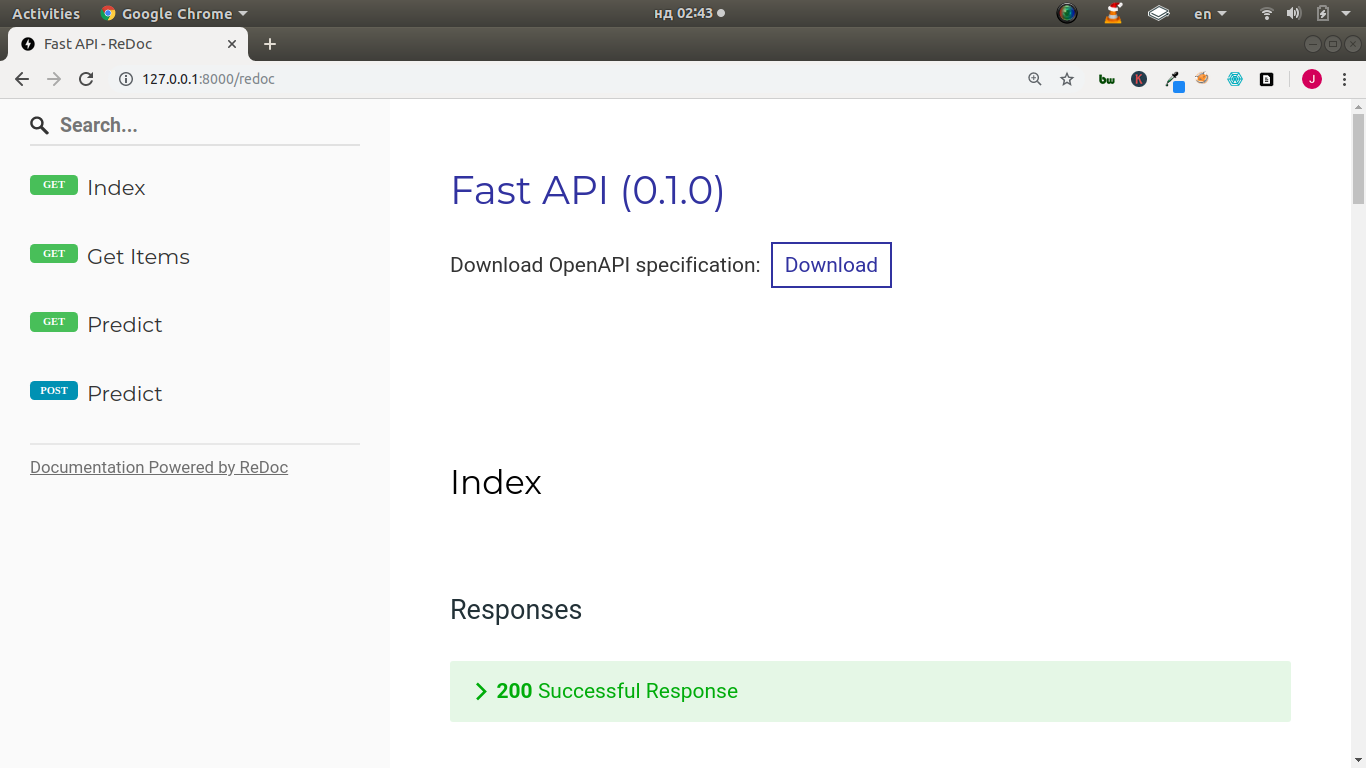 Activities Google Chrome нд 02:43 en
Fast API - ReDoc
127.0.0.1:8000/redoc bw K J
Search...
GET Index
GET Get Items
GET Predict
POST Predict
Documentation Powered by ReDoc
Fast API (0.1.0)
Download OpenAPI specification: Download
Index
Responses
200 Successful Response